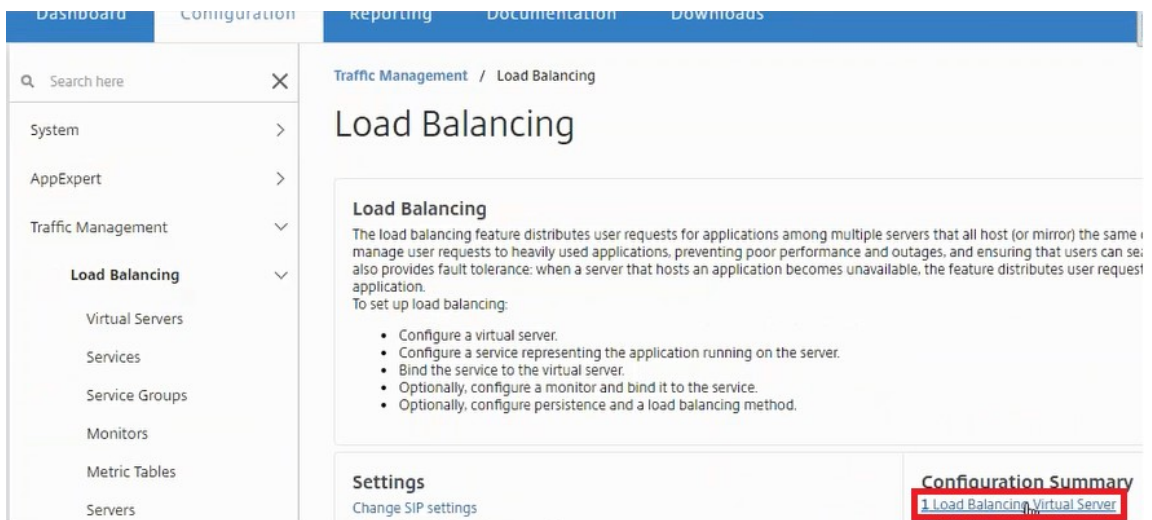 Dashboard
Configuration
Reporting
Documentation
Downloads
Search here
System
AppExpert
Traffic Management
Load Balancing
Virtual Servers
Services
Service Groups
Monitors
Metric Tables
Servers
Traffic Management / Load Balancing
Load Balancing
Load Balancing
The load balancing feature distributes user requests for applications among multiple servers that all host (or mirror) the same
manage user requests to heavily used applications, preventing poor performance and outages, and ensuring that users can
also provides fault tolerance: when a server that hosts an application becomes unavailable, the feature distributes user
application.
To set up load balancing:
• Configure a virtual server.
• Configure a service representing the application running on the server.
• Bind the service to the virtual server.
• Optionally, configure a monitor and bind it to the service.
• Optionally, configure persistence and a load balancing method.
Settings
Change SIP settings
Configuration Summary
1 Load Balancing Virtual Server